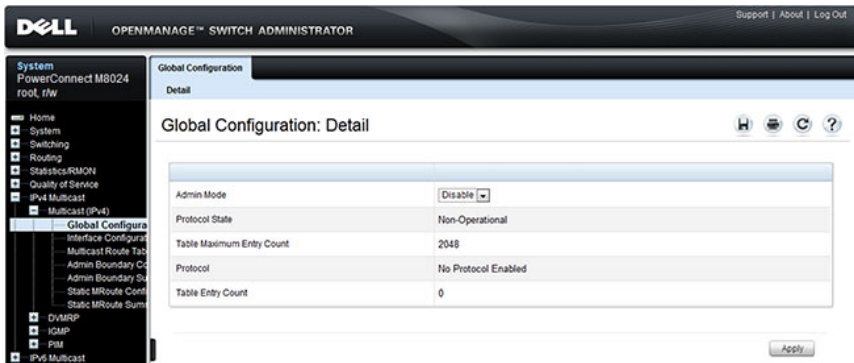 Support | About | Log Out
DELL OPENMANAGE™ SWITCH ADMINISTRATOR
System
PowerConnect M8024
root, r/w
Global Configuration
Detail
Home
System
Switching
Routing
Statistics/RMON
Quality of Service
IPv4 Multicast
Multicast (IPv4)
Global Configura
Interface Configurat
Multicast Route Tab
Admin Boundary Co
Admin Boundary Su
Static MRoute Confi
Static MRoute Summ
DVMRP
IGMP
PIM
IPv6 Multicast
Global Configuration: Detail
?
Admin Mode Disable
Protocol State Non-Operational
Table Maximum Entry Count 2048
Protocol No Protocol Enabled
Table Entry Count 0
Apply